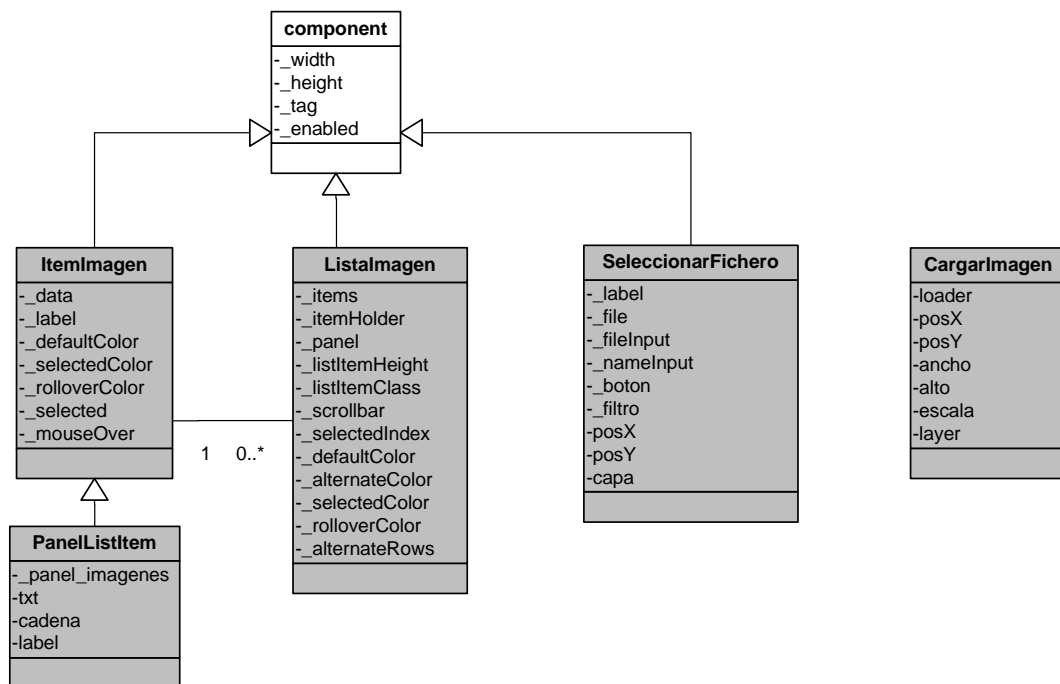 component
-_width
-_height
-_tag
-_enabled
ItemImagen
-_data
-_label
-_defaultColor
-_selectedColor
-_rolloverColor
-_selected
-_mouseOver
1 0..*
ListaImagen
-_items
-_itemHolder
-_panel
-_listItemHeight
-_listItemClass
-_scrollbar
-_selectedIndex
-_defaultColor
-_alternateColor
-_selectedColor
-_rolloverColor
-_alternateRows
SeleccionarFichero
-_label
-_file
-_fileInput
-_nameInput
-_boton
-_filtro
-posX
-posY
-capa
CargarImagen
-loader
-posX
-posY
-ancho
-alto
-escala
-layer
PanelListItem
-_panel_imagenes
-txt
-cadena
-label